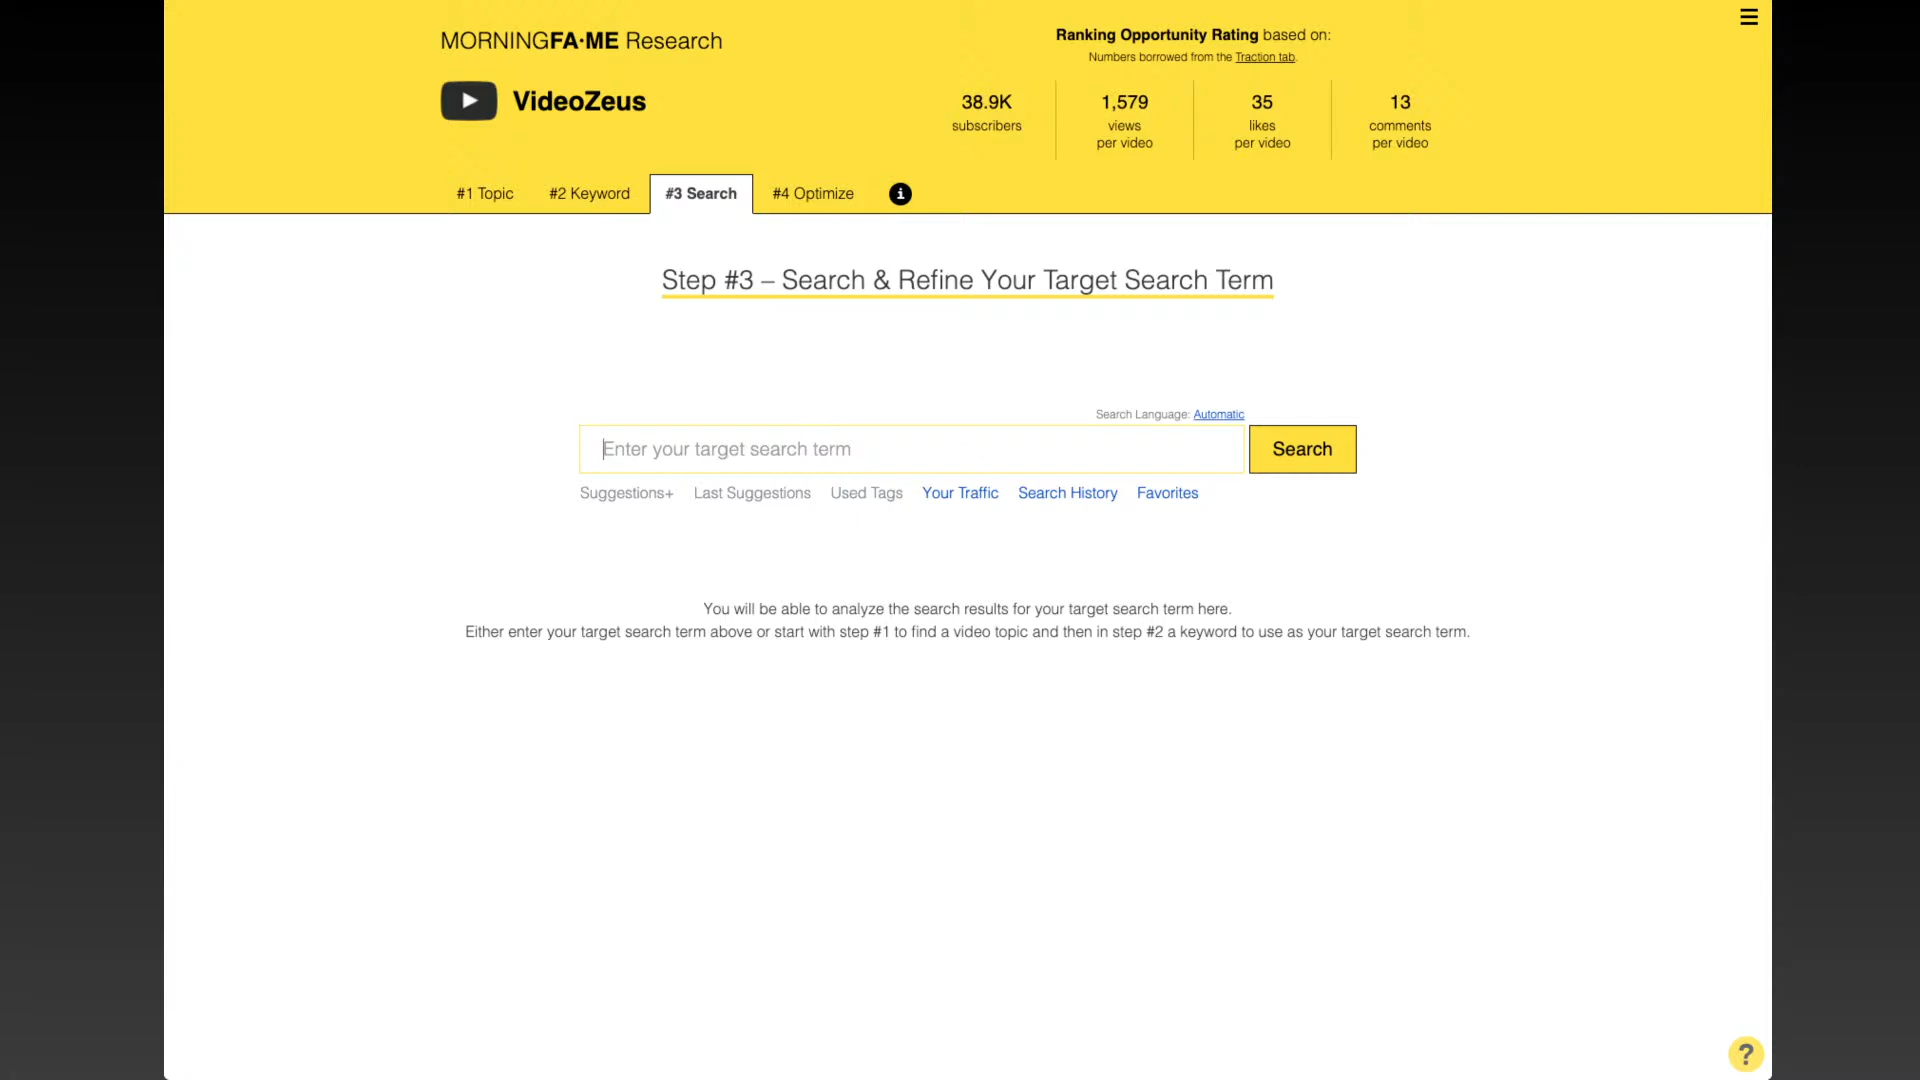 MORNINGFA·ME Research
Ranking Opportunity Rating based on:
Numbers borrowed from the Traction tab.
VideoZeus
38.9K
subscribers
1,579
views
per video
35
likes
per video
13
comments
per video
#1 Topic
#2 Keyword
#3 Search
#4 Optimize
i
Step #3 – Search & Refine Your Target Search Term
Search Language: Automatic
Enter your target search term
Search
Suggestions+
Last Suggestions
Used Tags
Your Traffic
Search History
Favorites
You will be able to analyze the search results for your target search term here.
Either enter your target search term above or start with step #1 to find a video topic and then in step #2 a keyword to use as your target search term.
?